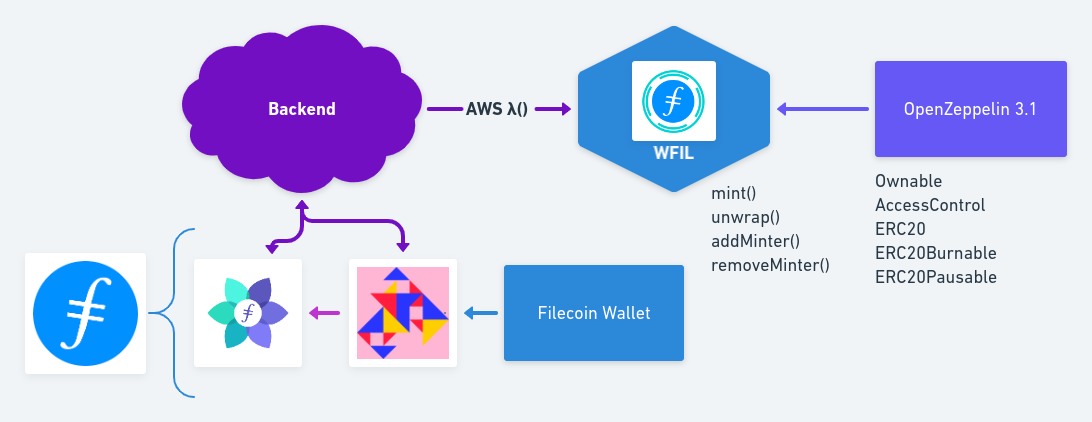 Backend
AWS λ()
WFIL
OpenZeppelin 3.1
mint()
unwrap()
addMinter()
removeMinter()
Ownable
AccessControl
ERC20
ERC20Burnable
ERC20Pausable
Filecoin Wallet